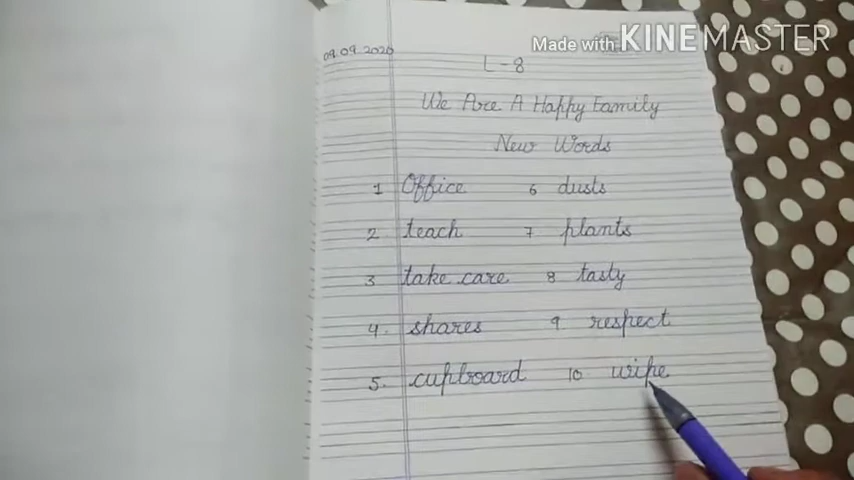 Made with KINEMASTER
09.09.2020
L-8
We Are A Happy Family
New Words
1 Office 6 dusts
2 teach 7 plants
3 take care 8 tasty
4. shares 9 respect
5. cupboard 10 wipe